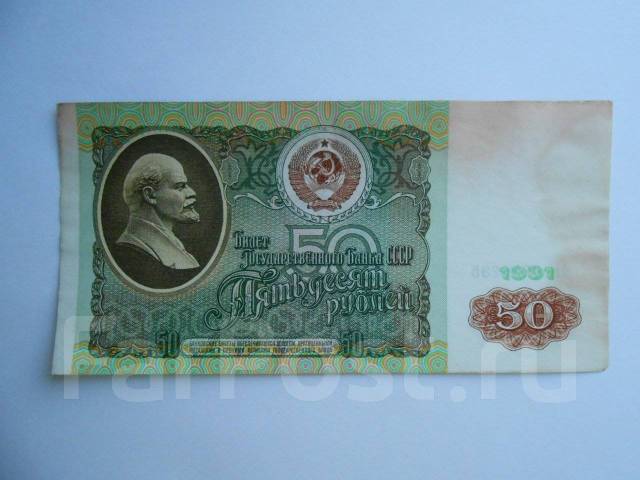 50
Билет
Государственного Банка СССР
Пятьдесят
рублей
1991
50
50
50
FarPost.ru